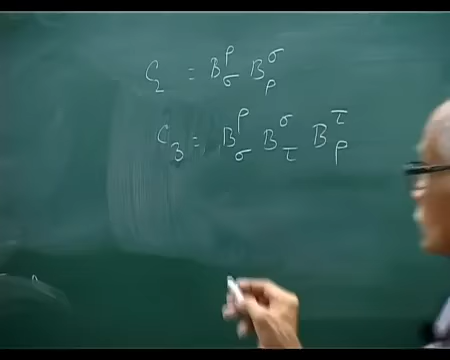 C₂ = B^ρ_σ B^σ_ρ
C₃ = B^ρ_σ B^σ_τ B^τ_ρ